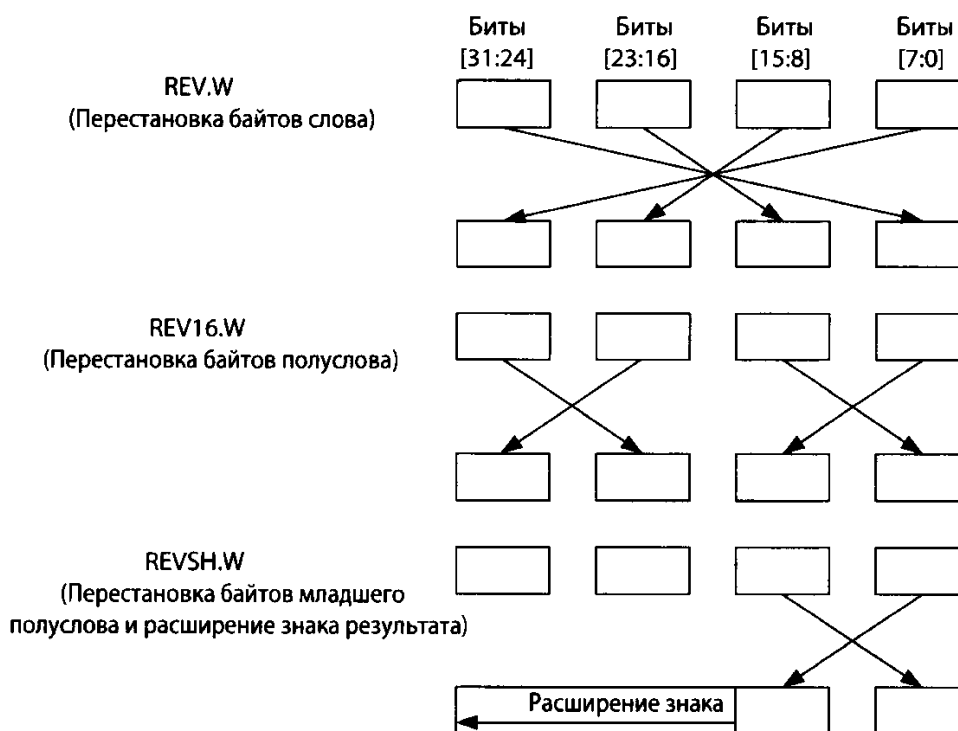 Биты Биты Биты Биты
[31:24] [23:16] [15:8] [7:0]
REV.W
(Перестановка байтов слова)
REV16.W
(Перестановка байтов полуслова)
REVSH.W
(Перестановка байтов младшего
полуслова и расширение знака результата)
Расширение знака